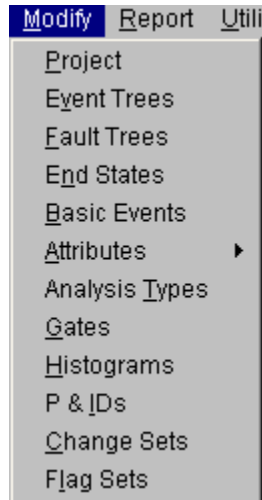 Modify Report Utili
Project
Event Trees
Fault Trees
End States
Basic Events
Attributes
Analysis Types
Gates
Histograms
P & IDs
Change Sets
Flag Sets